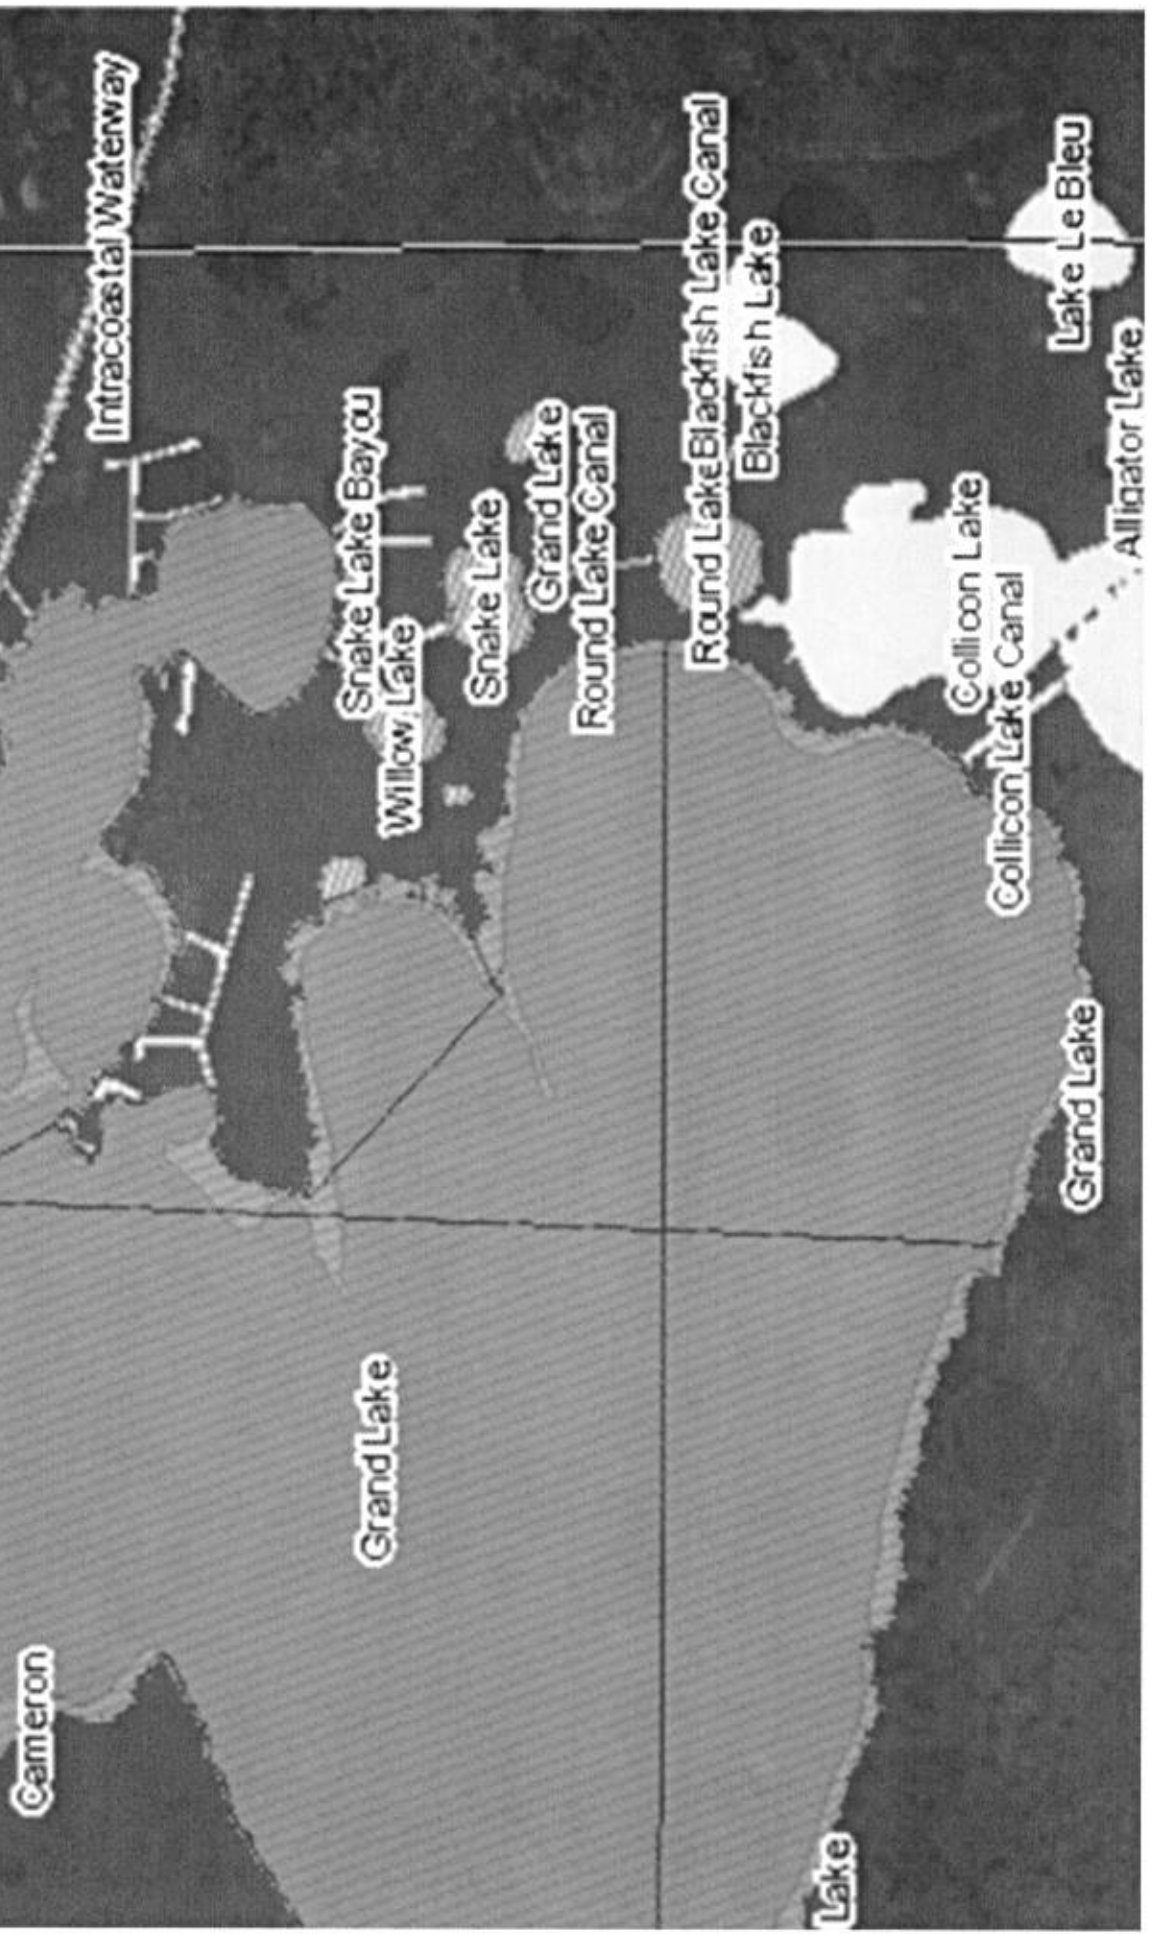 Intracoastal Waterway
Snake Lake Bayou
Willow Lake
Snake Lake
Grand Lake
Round Lake Canal
Round Lake
Blackfish Lake Canal
Blackfish Lake
Collicon Lake
Collicon Lake Canal
Lake Le Bleu
Alligator Lake
Cameron
Grand Lake
Grand Lake
Lake